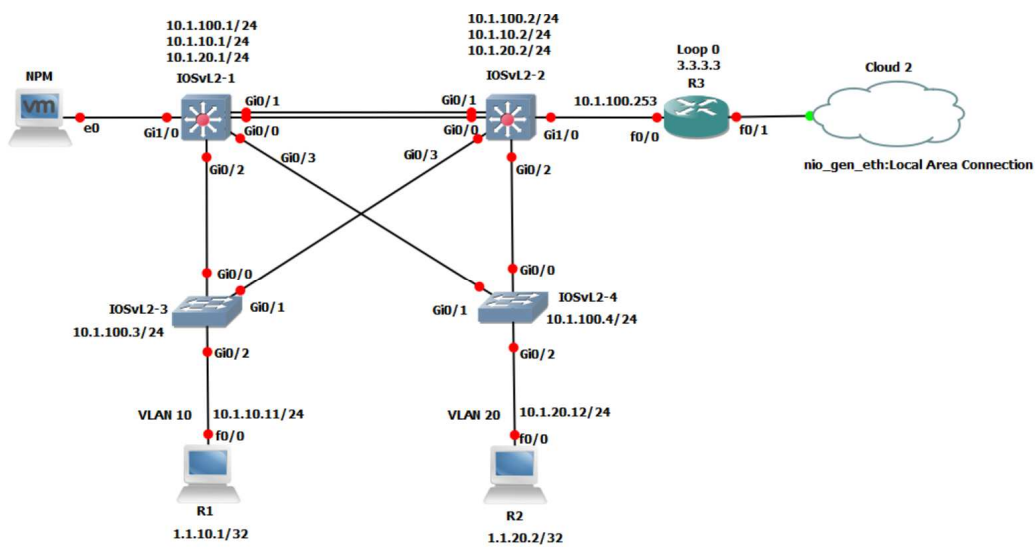 10.1.100.1/24
10.1.10.1/24
10.1.20.1/24
IOSvL2-1
10.1.100.2/24
10.1.10.2/24
10.1.20.2/24
IOSvL2-2
Loop 0
3.3.3.3
R3
Cloud 2
NPM
vm
e0
Gi1/0
Gi0/1
Gi0/0
Gi0/3
Gi0/2
Gi0/1
Gi0/0
Gi0/3
Gi0/2
Gi1/0
10.1.100.253
f0/0
f0/1
nio_gen_eth:Local Area Connection
Gi0/0
IOSvL2-3
Gi0/1
10.1.100.3/24
Gi0/2
Gi0/0
IOSvL2-4
Gi0/1
10.1.100.4/24
Gi0/2
VLAN 10
10.1.10.11/24
f0/0
R1
1.1.10.1/32
VLAN 20
10.1.20.12/24
f0/0
R2
1.1.20.2/32